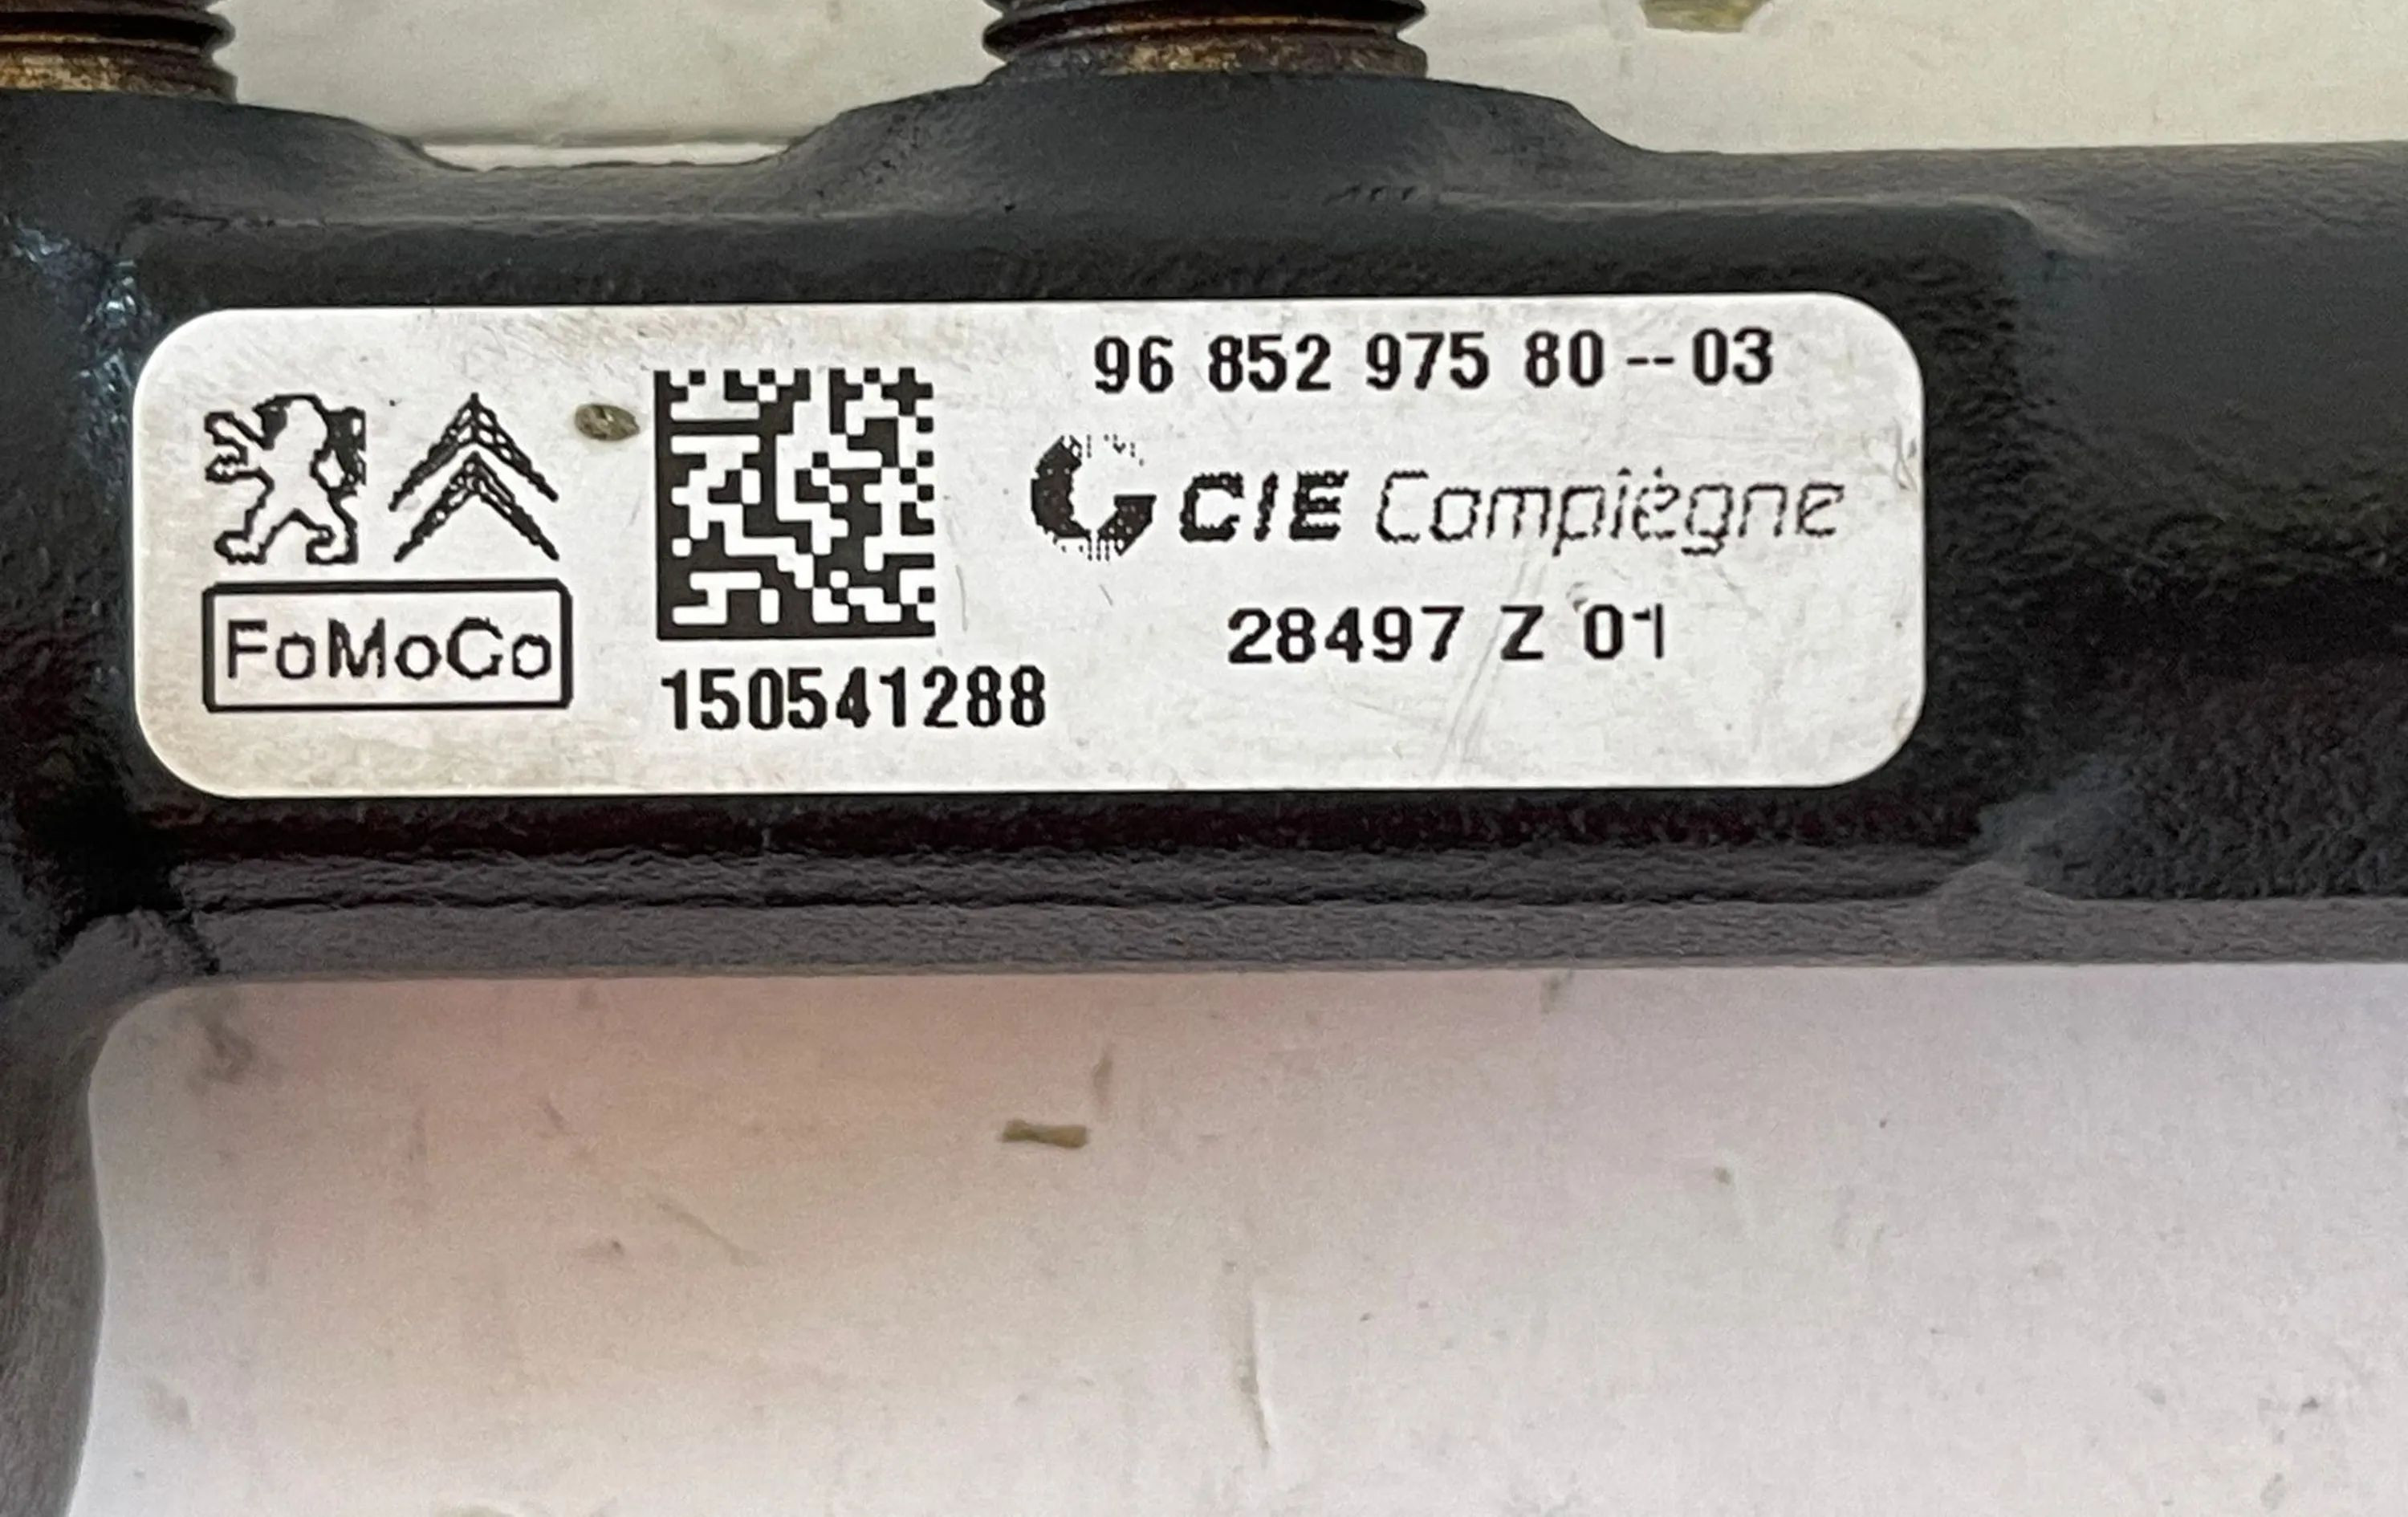 96 852 975 80--03
CIE Compiègne
FoMoCo
28497 Z 01
150541288